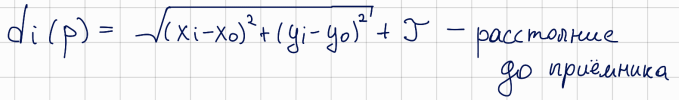 di(p) = √((xi-x0)²+(yi-y0)²) + T — расстояние
до приёмника